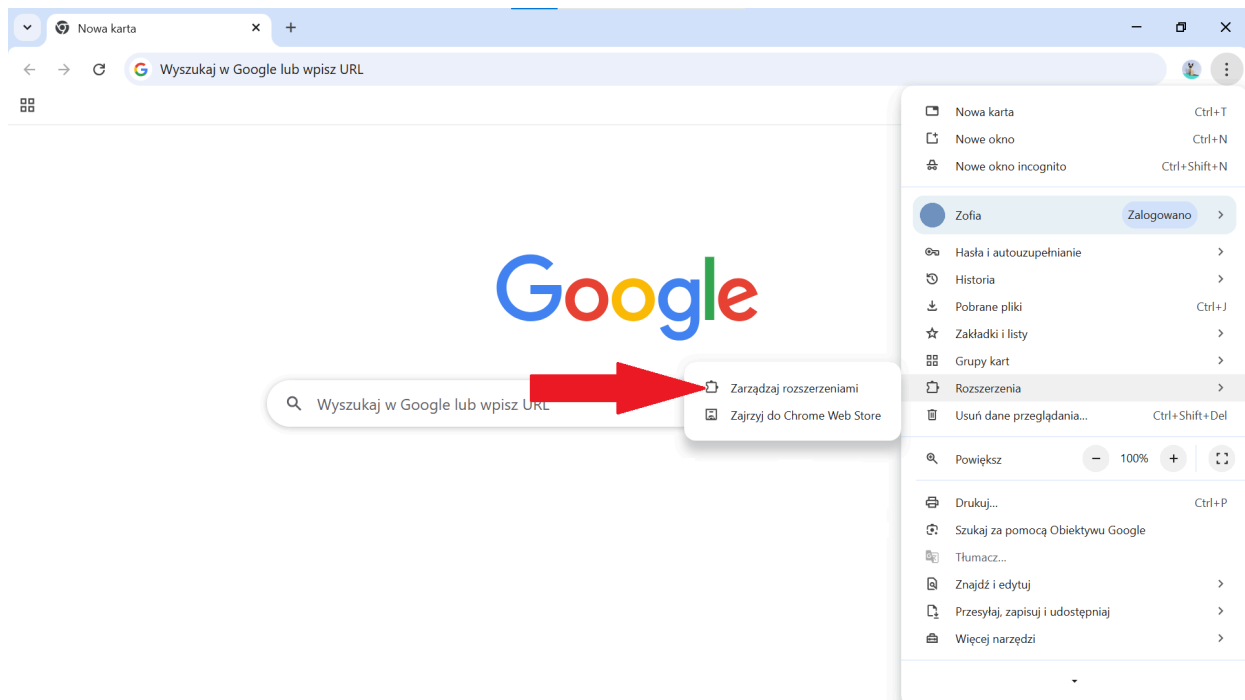 Nowa karta
Wyszukaj w Google lub wpisz URL
Nowa karta Ctrl+T
Nowe okno Ctrl+N
Nowe okno incognito Ctrl+Shift+N
Zofia Zalogowano
Hasła i autouzupełnianie
Historia
Pobrane pliki Ctrl+J
Zakładki i listy
Grupy kart
Rozszerzenia
Usuń dane przeglądania... Ctrl+Shift+Del
Powiększ 100%
Drukuj... Ctrl+P
Szukaj za pomocą Obiektywu Google
Tłumacz...
Znajdź i edytuj
Przesyłaj, zapisuj i udostępniaj
Więcej narzędzi
Google
Wyszukaj w Google lub wpisz URL
Zarządzaj rozszerzeniami
Zajrzyj do Chrome Web Store